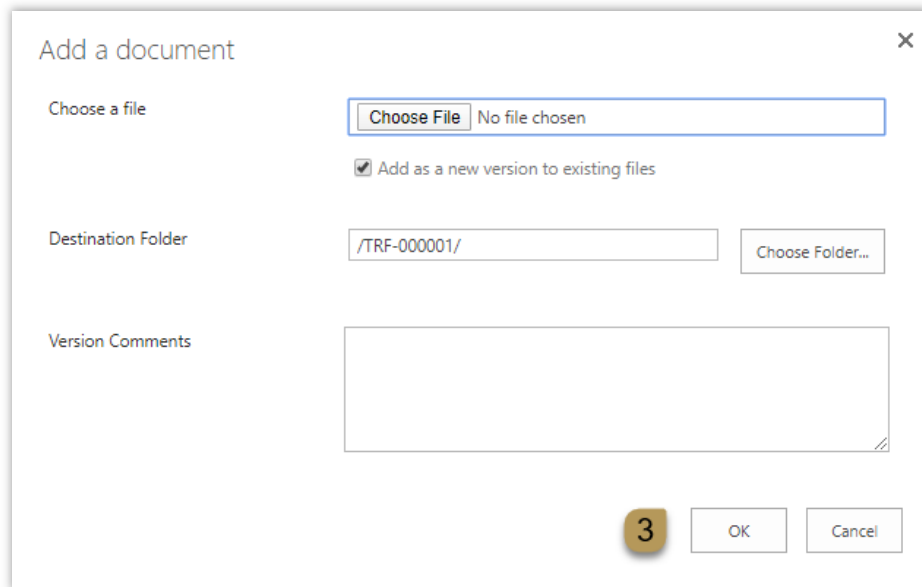 Add a document
×
Choose a file
Choose File No file chosen
Add as a new version to existing files
Destination Folder
/TRF-000001/
Choose Folder...
Version Comments
3
OK
Cancel